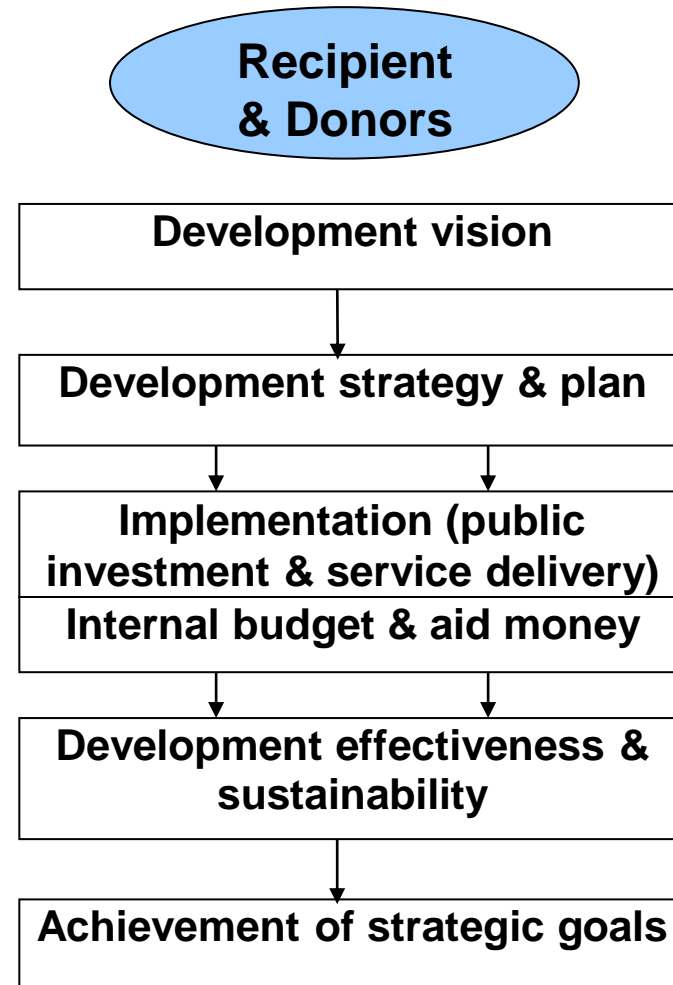 Recipient
& Donors
Development vision
Development strategy & plan
Implementation (public
investment & service delivery)
Internal budget & aid money
Development effectiveness &
sustainability
Achievement of strategic goals